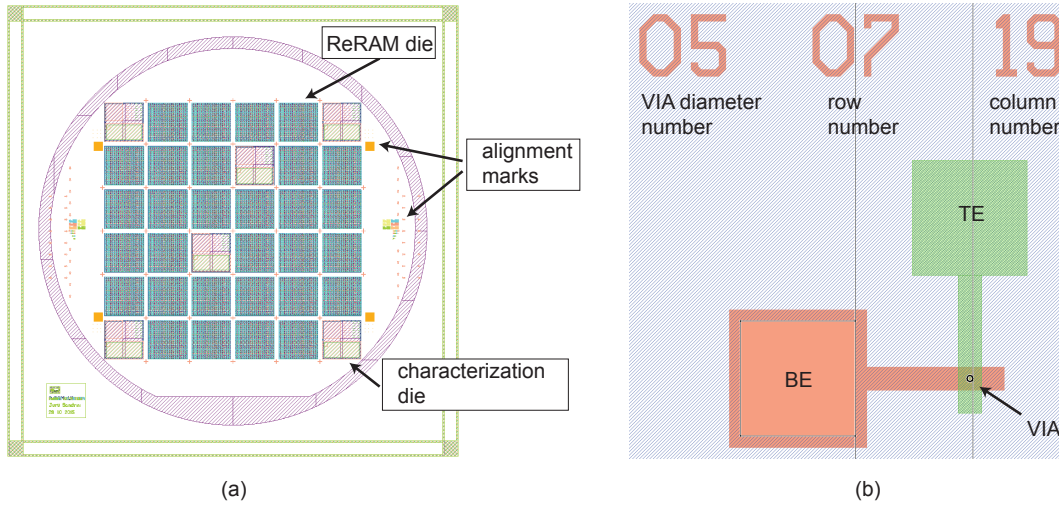 ReRAM die
alignment
marks
characterization
die
(a)
05 07 19
VIA diameter
number
row
number
column
number
TE
BE
VIA
(b)